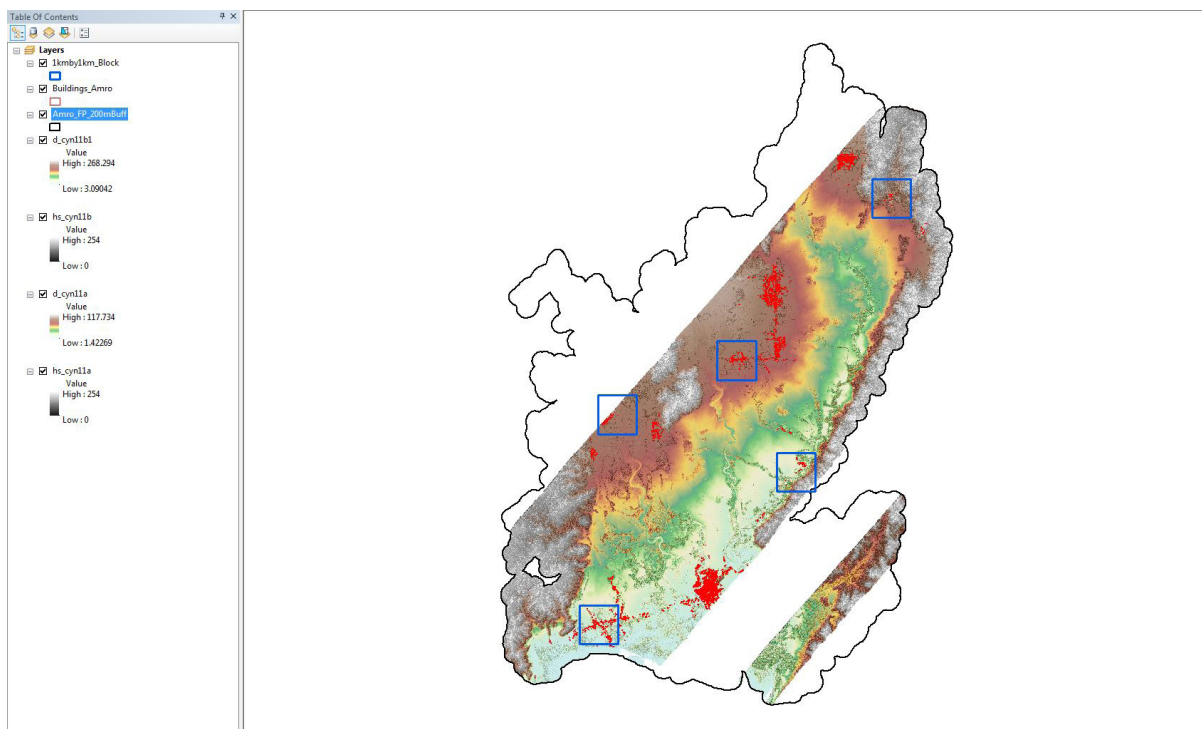 Table Of Contents
Layers
1kmby1km_Block
Buildings_Amro
Amro_FP_200mBuff
d_cyn11b1
Value
High : 268.294
Low : 3.09042
hs_cyn11b
Value
High : 254
Low : 0
d_cyn11a
Value
High : 117.734
Low : 1.42269
hs_cyn11a
Value
High : 254
Low : 0